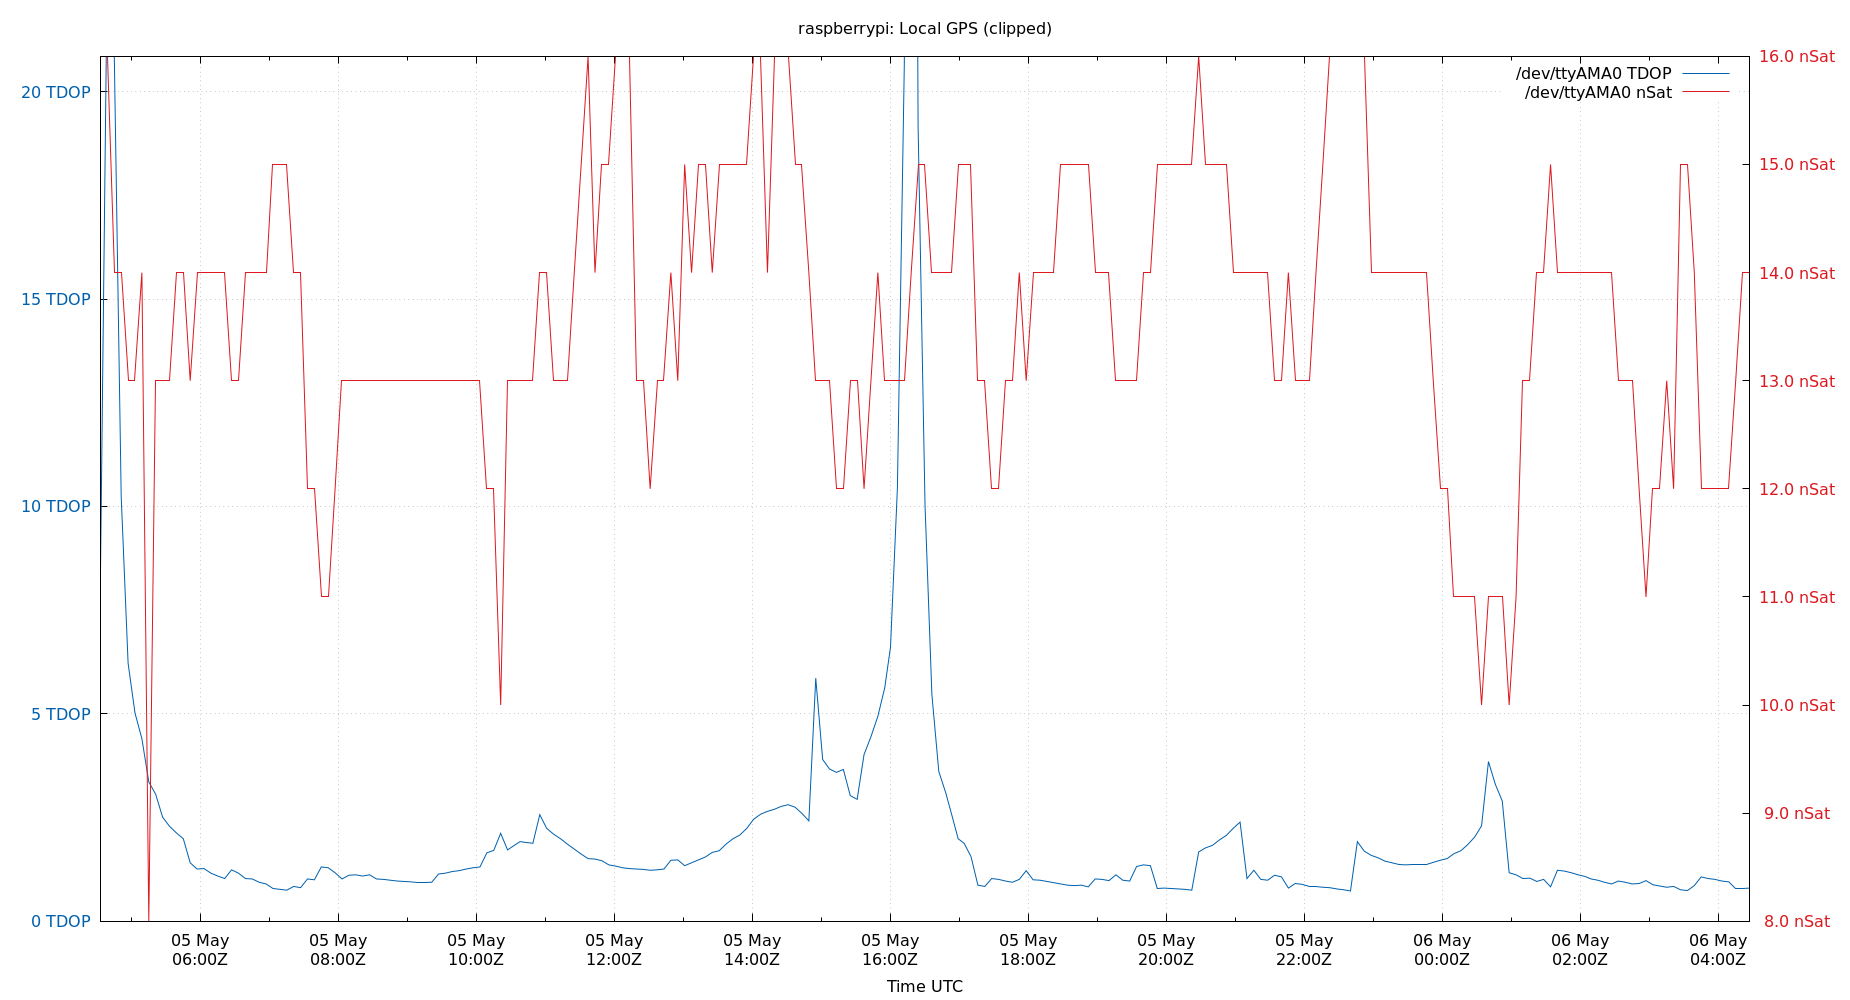 raspberrypi: Local GPS (clipped)
/dev/ttyAMA0 TDOP
/dev/ttyAMA0 nSat
20 TDOP
15 TDOP
10 TDOP
5 TDOP
0 TDOP
16.0 nSat
15.0 nSat
14.0 nSat
13.0 nSat
12.0 nSat
11.0 nSat
10.0 nSat
9.0 nSat
8.0 nSat
05 May 05 May 05 May 05 May 05 May 05 May 05 May 05 May 05 May 06 May 06 May 06 May
06:00Z 08:00Z 10:00Z 12:00Z 14:00Z 16:00Z 18:00Z 20:00Z 22:00Z 00:00Z 02:00Z 04:00Z
Time UTC